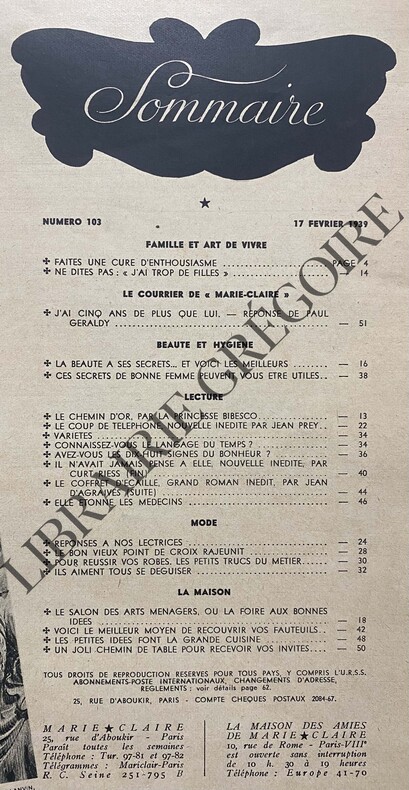 Sommaire
NUMERO 103 17 FEVRIER 1939
FAMILLE ET ART DE VIVRE
✤ FAITES UNE CURE D'ENTHOUSIASME .................... PAGE 4
✤ NE DITES PAS : « J'AI TROP DE FILLES » .................... — 14
LE COURRIER DE « MARIE-CLAIRE »
✤ J'AI CINQ ANS DE PLUS QUE LUI. — REPONSE DE PAUL
GERALDY .................... — 51
BEAUTE ET HYGIENE
✤ LA BEAUTE A SES SECRETS... ET VOICI LES MEILLEURS ........ — 16
✤ CES SECRETS DE BONNE FEMME PEUVENT VOUS ETRE UTILES.. — 38
LECTURE
✤ LE CHEMIN D'OR, PAR LA PRINCESSE BIBESCO .................... — 13
✤ LE COUP DE TELEPHONE, NOUVELLE INEDITE PAR JEAN PREY.. — 22
✤ VARIETES .................... — 34
✤ CONNAISSEZ-VOUS LE LANGAGE DU TEMPS ? .................... — 34
✤ AVEZ-VOUS LES DIX-HUIT SIGNES DU BONHEUR ? .................... — 36
✤ IL N'AVAIT JAMAIS PENSE A ELLE, NOUVELLE INEDITE, PAR
CURT-RIESS (FIN) .................... — 40
✤ LE COFFRET D'ECAILLE, GRAND ROMAN INEDIT, PAR JEAN
D'AGRAIVES (SUITE) .................... — 44
✤ ELLE ETONNE LES MEDECINS .................... — 46
MODE
✤ REPONSES A NOS LECTRICES .................... — 24
✤ LE BON VIEUX POINT DE CROIX RAJEUNIT .................... — 28
✤ POUR REUSSIR VOS ROBES, LES PETITS TRUCS DU METIER ...... — 30
✤ ILS AIMENT TOUS SE DEGUISER .................... — 32
LA MAISON
✤ LE SALON DES ARTS MENAGERS, OU LA FOIRE AUX BONNES
IDEES .................... — 18
✤ VOICI LE MEILLEUR MOYEN DE RECOUVRIR VOS FAUTEUILS.. — 42
✤ LES PETITES IDEES FONT LA GRANDE CUISINE .................... — 48
✤ UN JOLI CHEMIN DE TABLE POUR RECEVOIR VOS INVITES.... — 50
TOUS DROITS DE REPRODUCTION RESERVES POUR TOUS PAYS, Y COMPRIS L'U.R.S.S.
ABONNEMENTS-POSTE INTERNATIONAUX, CHANGEMENTS D'ADRESSE,
REGLEMENTS : voir détails page 62.
25, RUE D'ABOUKIR, PARIS - COMPTE CHEQUES POSTAUX 2084-67.
MARIE★CLAIRE
25, rue d'Aboukir - Paris
Paraît toutes les semaines
Téléphone : Tur. 97-81 et 97-82
Télégrammes : Mariclair-Paris
R. C. Seine 251-795 B
LA MAISON DES AMIES
DE MARIE★CLAIRE
10, rue de Rome - Paris-VIIIᵉ
est ouverte sans interruption
de 10 h. 30 à 19 heures
Téléphone : Europe 41-70
LANVIN.
LIBRAIRIE GRÉGOIRE